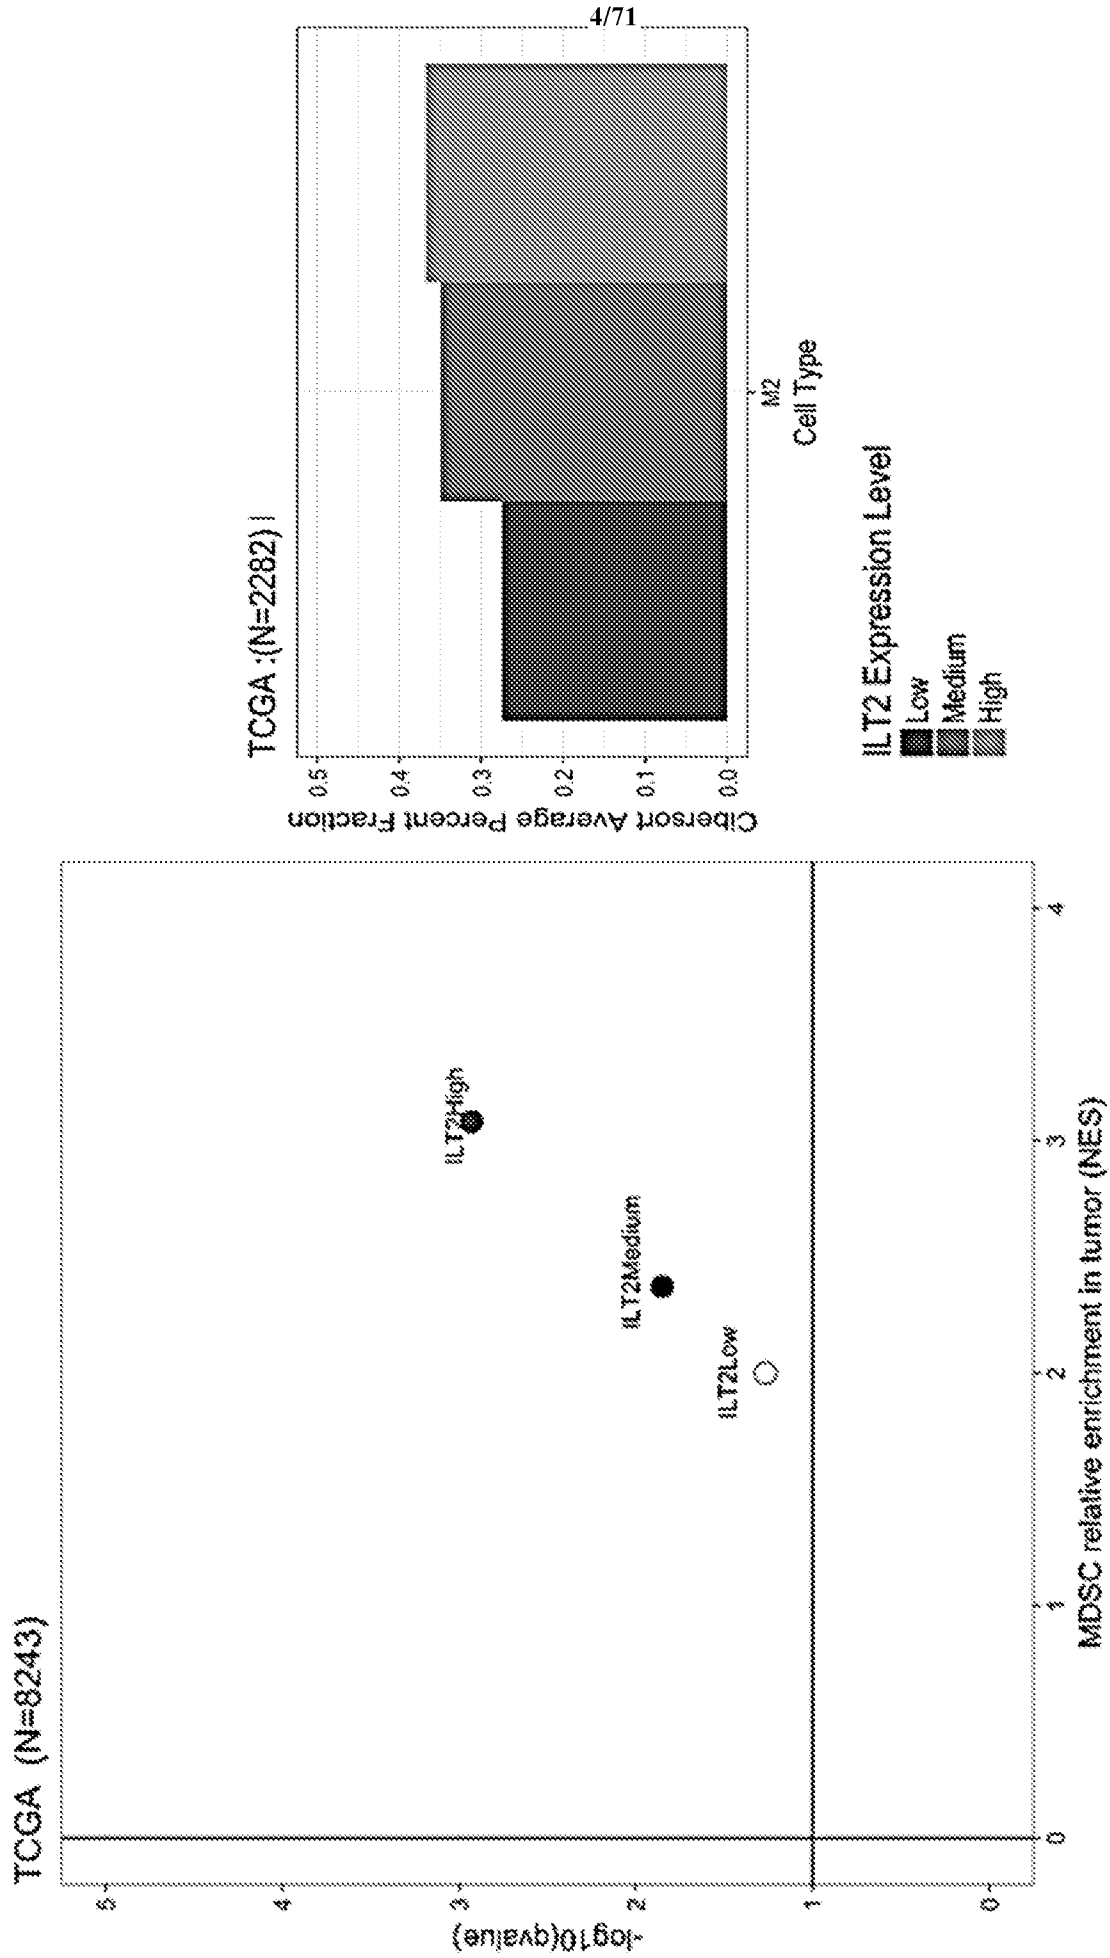 4/71
TCGA (N=8243)
-log10(qvalue)
5
4
3
2
1
0
ILT2High
ILT2Medium
ILT2Low
0
1
2
3
4
MDSC relative enrichment in tumor (NES)
TCGA :(N=2282) |
Cibersort Average Percent Fraction
0.5
0.4
0.3
0.2
0.1
0.0
M2
Cell Type
ILT2 Expression Level
Low
Medium
High